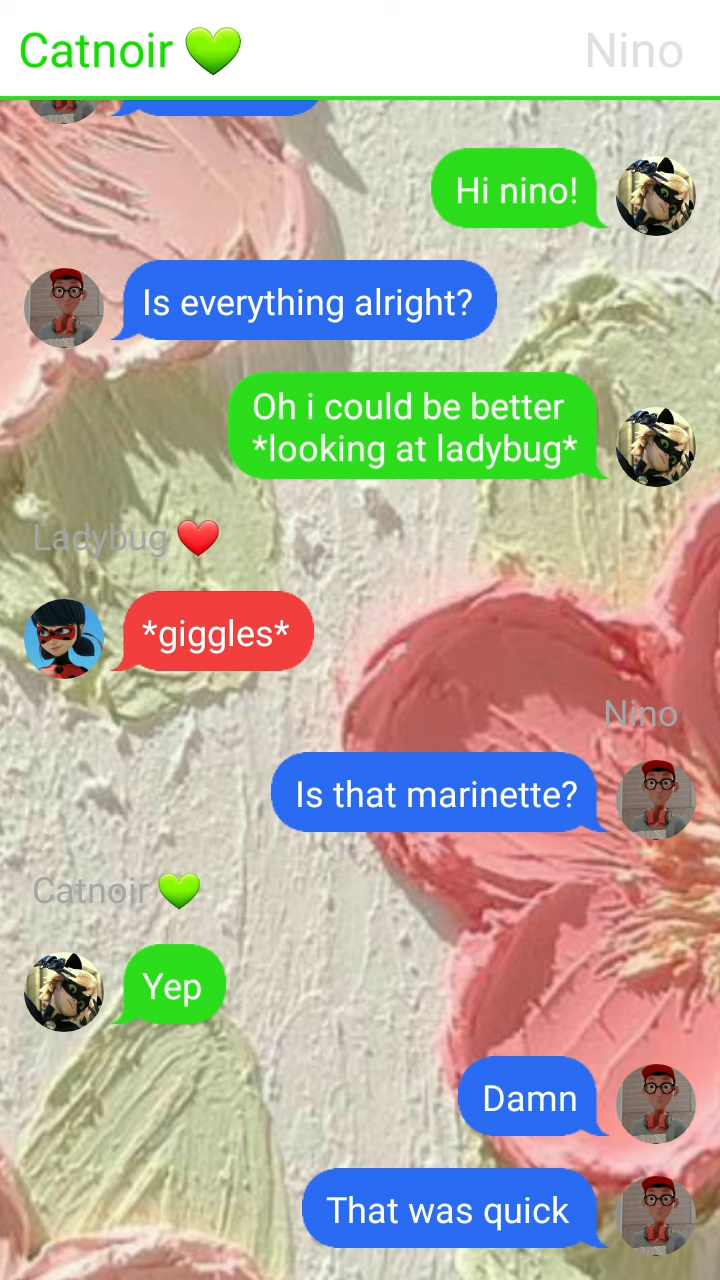 Catnoir 💚
Nino
Hi nino!
Is everything alright?
Oh i could be better
*looking at ladybug*
Ladybug ❤️
*giggles*
Nino
Is that marinette?
Catnoir 💚
Yep
Damn
That was quick